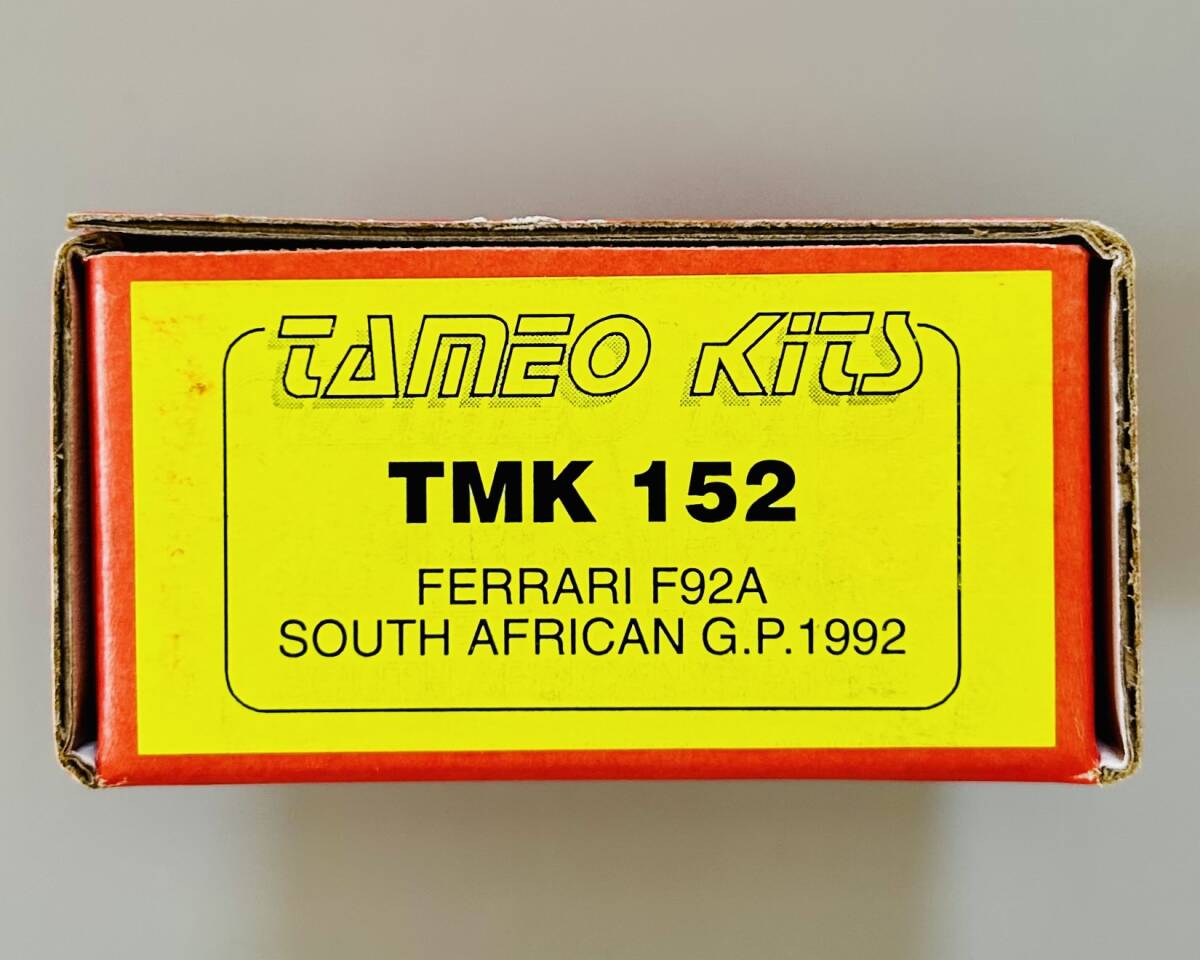 TAMEO KiTS
TMK 152
FERRARI F92A
SOUTH AFRICAN G.P.1992